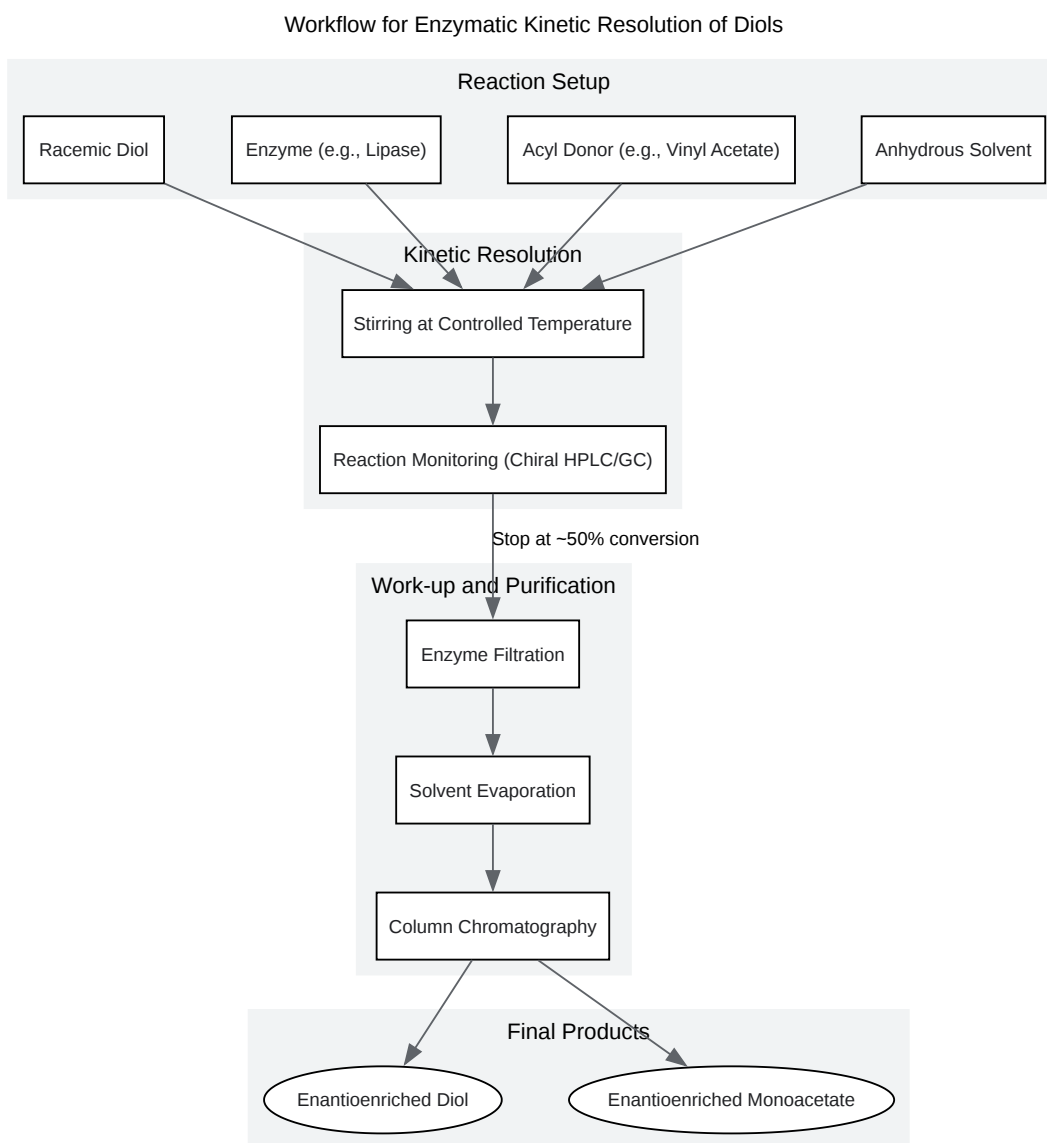 Workflow for Enzymatic Kinetic Resolution of Diols
Reaction Setup
Racemic Diol
Enzyme (e.g., Lipase)
Acyl Donor (e.g., Vinyl Acetate)
Anhydrous Solvent
Kinetic Resolution
Stirring at Controlled Temperature
Reaction Monitoring (Chiral HPLC/GC)
Stop at ~50% conversion
Work-up and Purification
Enzyme Filtration
Solvent Evaporation
Column Chromatography
Final Products
Enantioenriched Diol
Enantioenriched Monoacetate